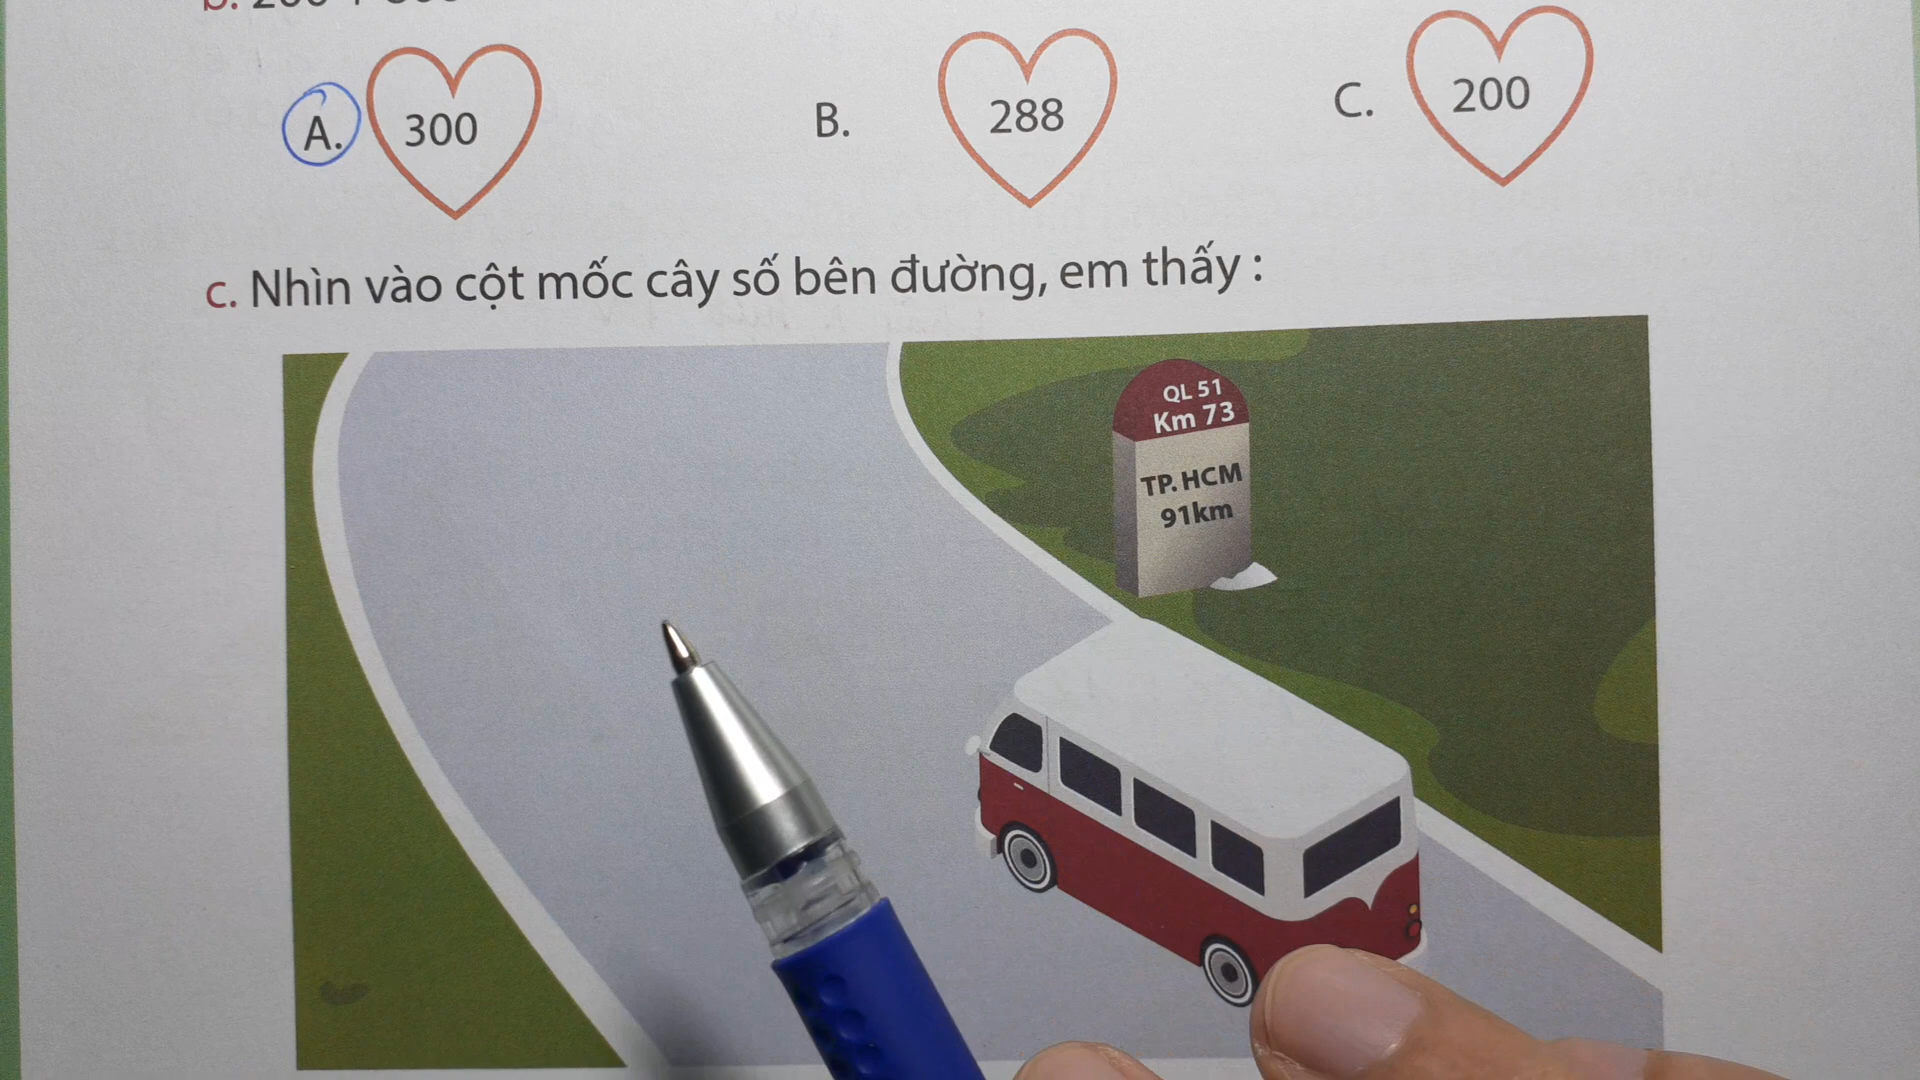 A. 300 B. 288 C. 200
c. Nhìn vào cột mốc cây số bên đường, em thấy :
QL 51
Km 73
TP. HCM
91km